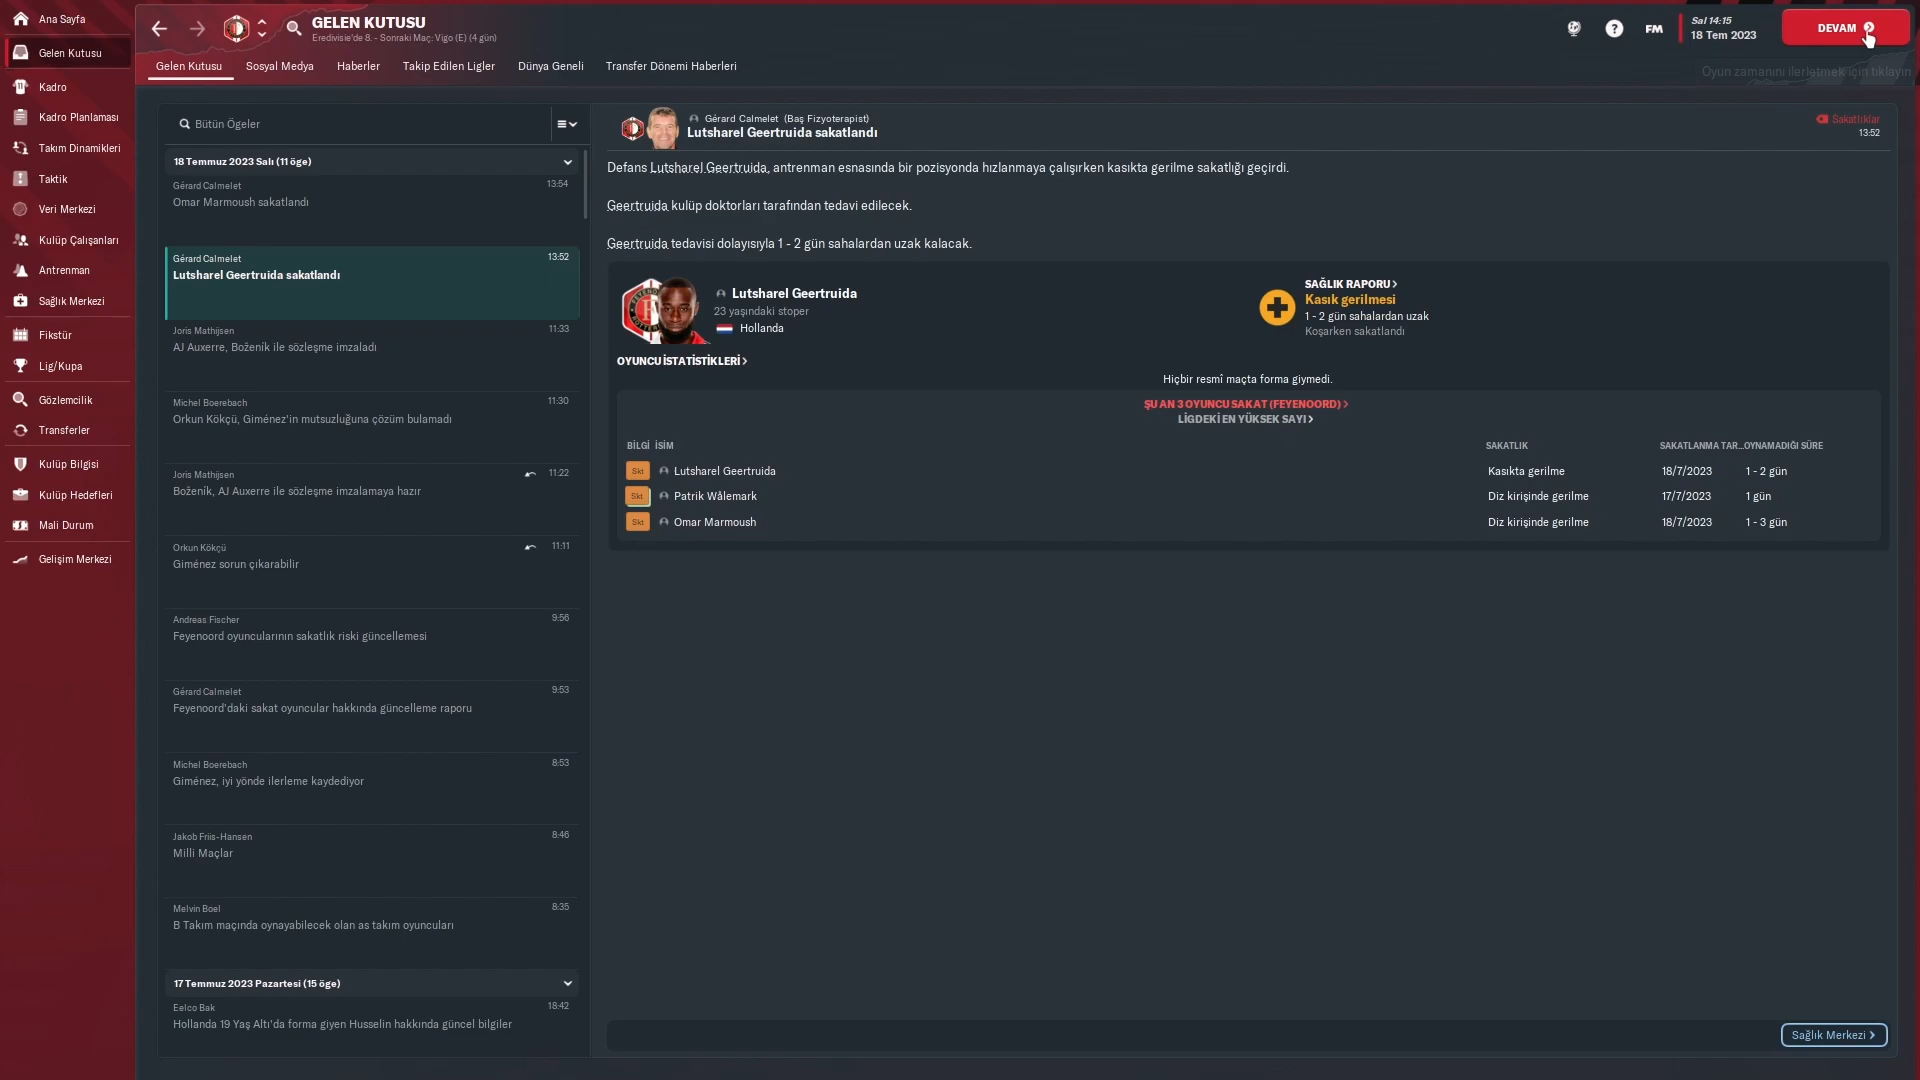 Ana Sayfa
Gelen Kutusu
Kadro
Kadro Planlaması
Takım Dinamikleri
Taktik
Veri Merkezi
Kulüp Çalışanları
Antrenman
Sağlık Merkezi
Fikstür
Lig/Kupa
Gözlemcilik
Transferler
Kulüp Bilgisi
Kulüp Hedefleri
Mali Durum
Gelişim Merkezi
GELEN KUTUSU
Eredivisie'de 8. - Sonraki Maç: Vigo (E) (4 gün)
FM
Sal 14:15
18 Tem 2023
DEVAM
Oyun zamanını ilerletmek için tıklayın
Gelen Kutusu
Sosyal Medya
Haberler
Takip Edilen Ligler
Dünya Geneli
Transfer Dönemi Haberleri
Bütün Ögeler
18 Temmuz 2023 Salı (11 öge)
Gérard Calmelet 13:54
Omar Marmoush sakatlandı
Gérard Calmelet 13:52
Lutsharel Geertruida sakatlandı
Joris Mathijsen 11:33
AJ Auxerre, Boženík ile sözleşme imzaladı
Michel Boerebach 11:30
Orkun Kökçü, Giménez'in mutsuzluğuna çözüm bulamadı
Joris Mathijsen 11:22
Boženík, AJ Auxerre ile sözleşme imzalamaya hazır
Orkun Kökçü 11:11
Giménez sorun çıkarabilir
Andreas Fischer 9:56
Feyenoord oyuncularının sakatlık riski güncellemesi
Gérard Calmelet 9:53
Feyenoord'daki sakat oyuncular hakkında güncelleme raporu
Michel Boerebach 8:53
Giménez, iyi yönde ilerleme kaydediyor
Jakob Friis-Hansen 8:46
Milli Maçlar
Melvin Boel 8:35
B Takım maçında oynayabilecek olan as takım oyuncuları
17 Temmuz 2023 Pazartesi (15 öge)
Eelco Bak 18:42
Hollanda 19 Yaş Altı'da forma giyen Husselin hakkında güncel bilgiler
Gérard Calmelet (Baş Fizyoterapist)
Lutsharel Geertruida sakatlandı
Sakatlıklar
13:52
Defans Lutsharel Geertruida, antrenman esnasında bir pozisyonda hızlanmaya çalışırken kasıkta gerilme sakatlığı geçirdi.
Geertruida kulüp doktorları tarafından tedavi edilecek.
Geertruida tedavisi dolayısıyla 1 - 2 gün sahalardan uzak kalacak.
Lutsharel Geertruida
23 yaşındaki stoper
Hollanda
SAĞLIK RAPORU
Kasık gerilmesi
1 - 2 gün sahalardan uzak
Koşarken sakatlandı
OYUNCU İSTATİSTİKLERİ
Hiçbir resmî maçta forma giymedi.
ŞU AN 3 OYUNCU SAKAT (FEYENOORD)
LİGDEKİ EN YÜKSEK SAYI
BİLGİ İSİM SAKATLIK SAKATLANMA TAR... OYNAMADIĞI SÜRE
Skt Lutsharel Geertruida Kasıkta gerilme 18/7/2023 1 - 2 gün
Skt Patrik Wålemark Diz kirişinde gerilme 17/7/2023 1 gün
Skt Omar Marmoush Diz kirişinde gerilme 18/7/2023 1 - 3 gün
Sağlık Merkezi